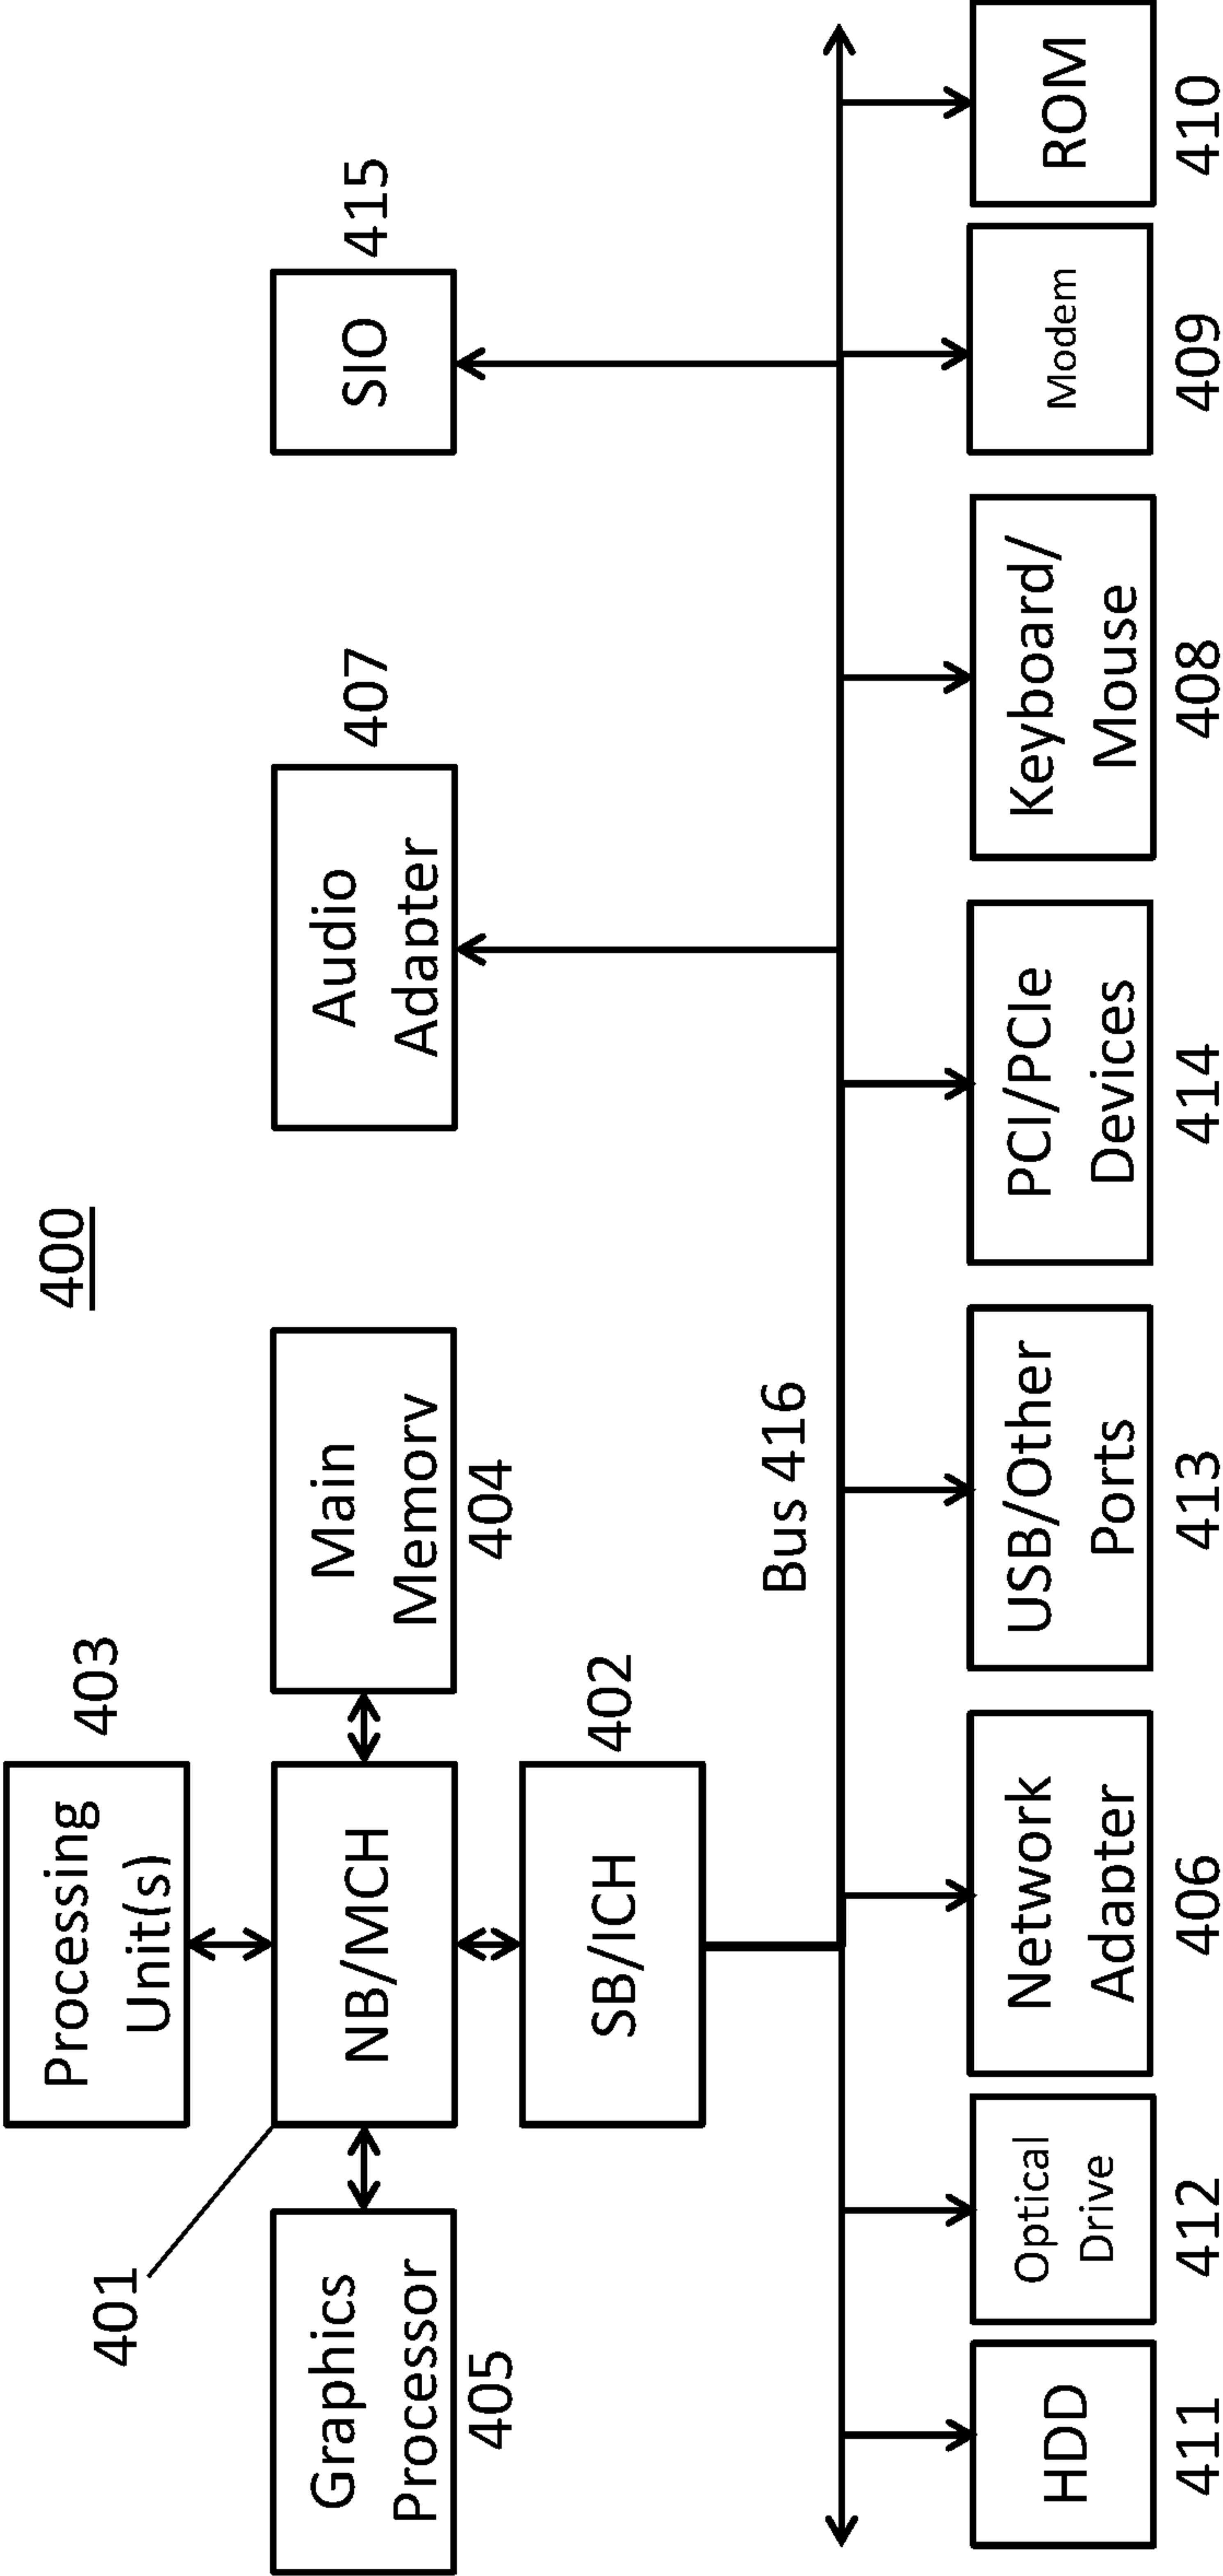 400
Processing
Unit(s)
403
401
Graphics
Processor
405
NB/MCH
Main
Memorv
404
Audio
Adapter
407
SIO
415
SB/ICH
402
Bus 416
HDD
411
Optical
Drive
412
Network
Adapter
406
USB/Other
Ports
413
PCI/PCIe
Devices
414
Keyboard/
Mouse
408
Modem
409
ROM
410